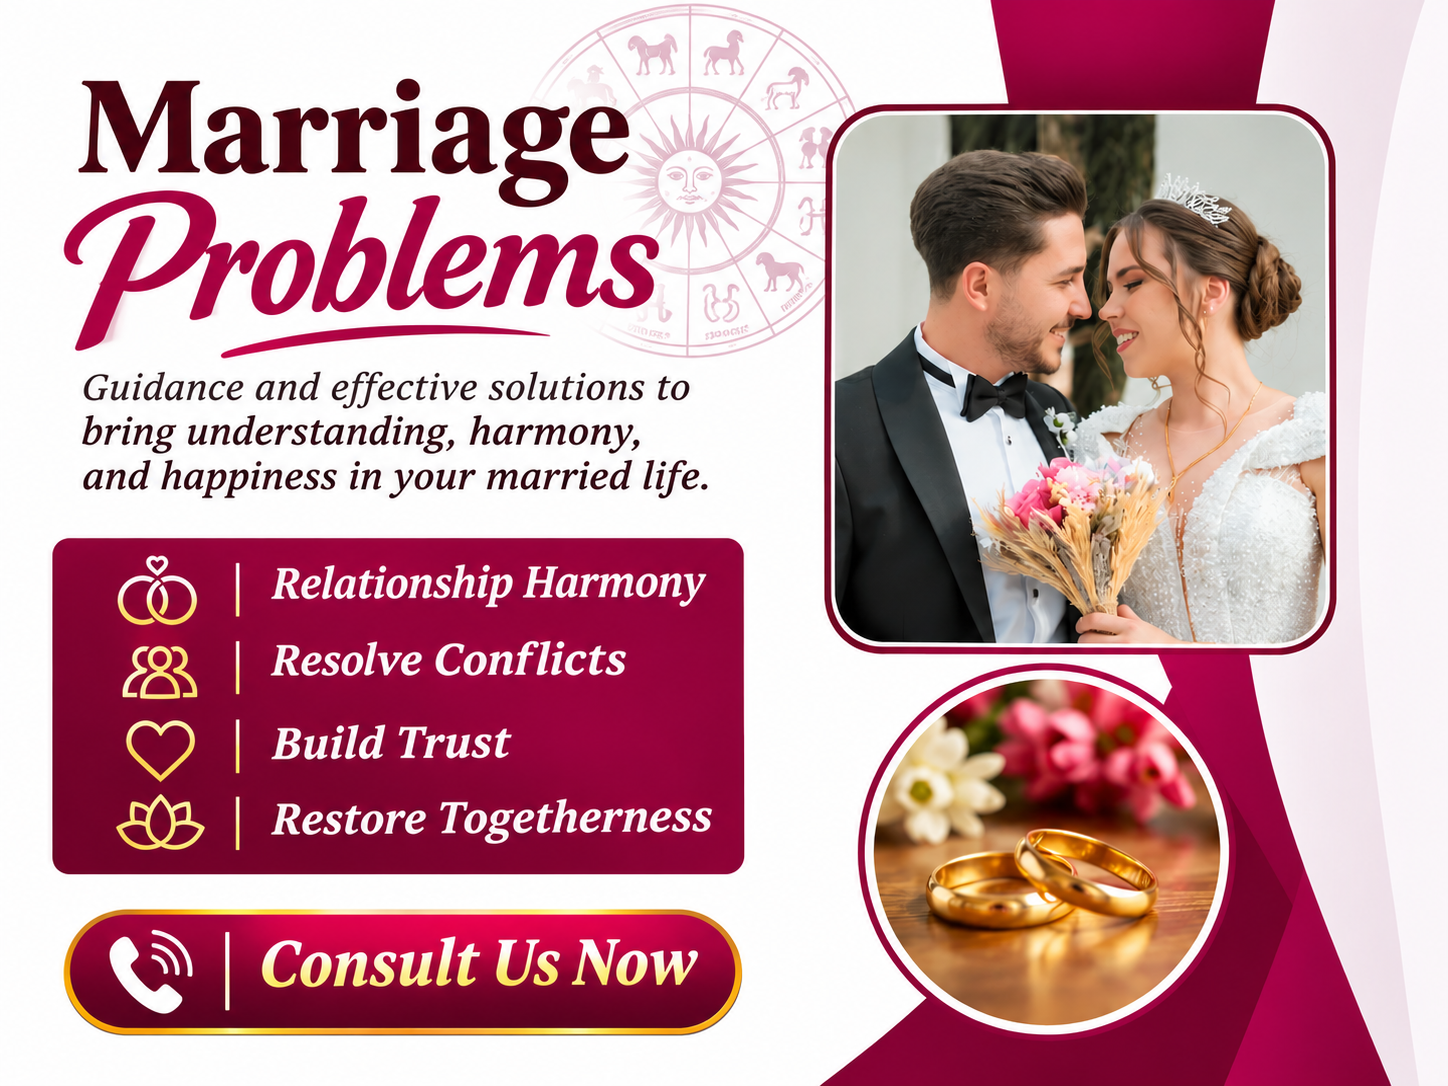 Marriage
Problems
Guidance and effective solutions to
bring understanding, harmony,
and happiness in your married life.
Relationship Harmony
Resolve Conflicts
Build Trust
Restore Togetherness
Consult Us Now